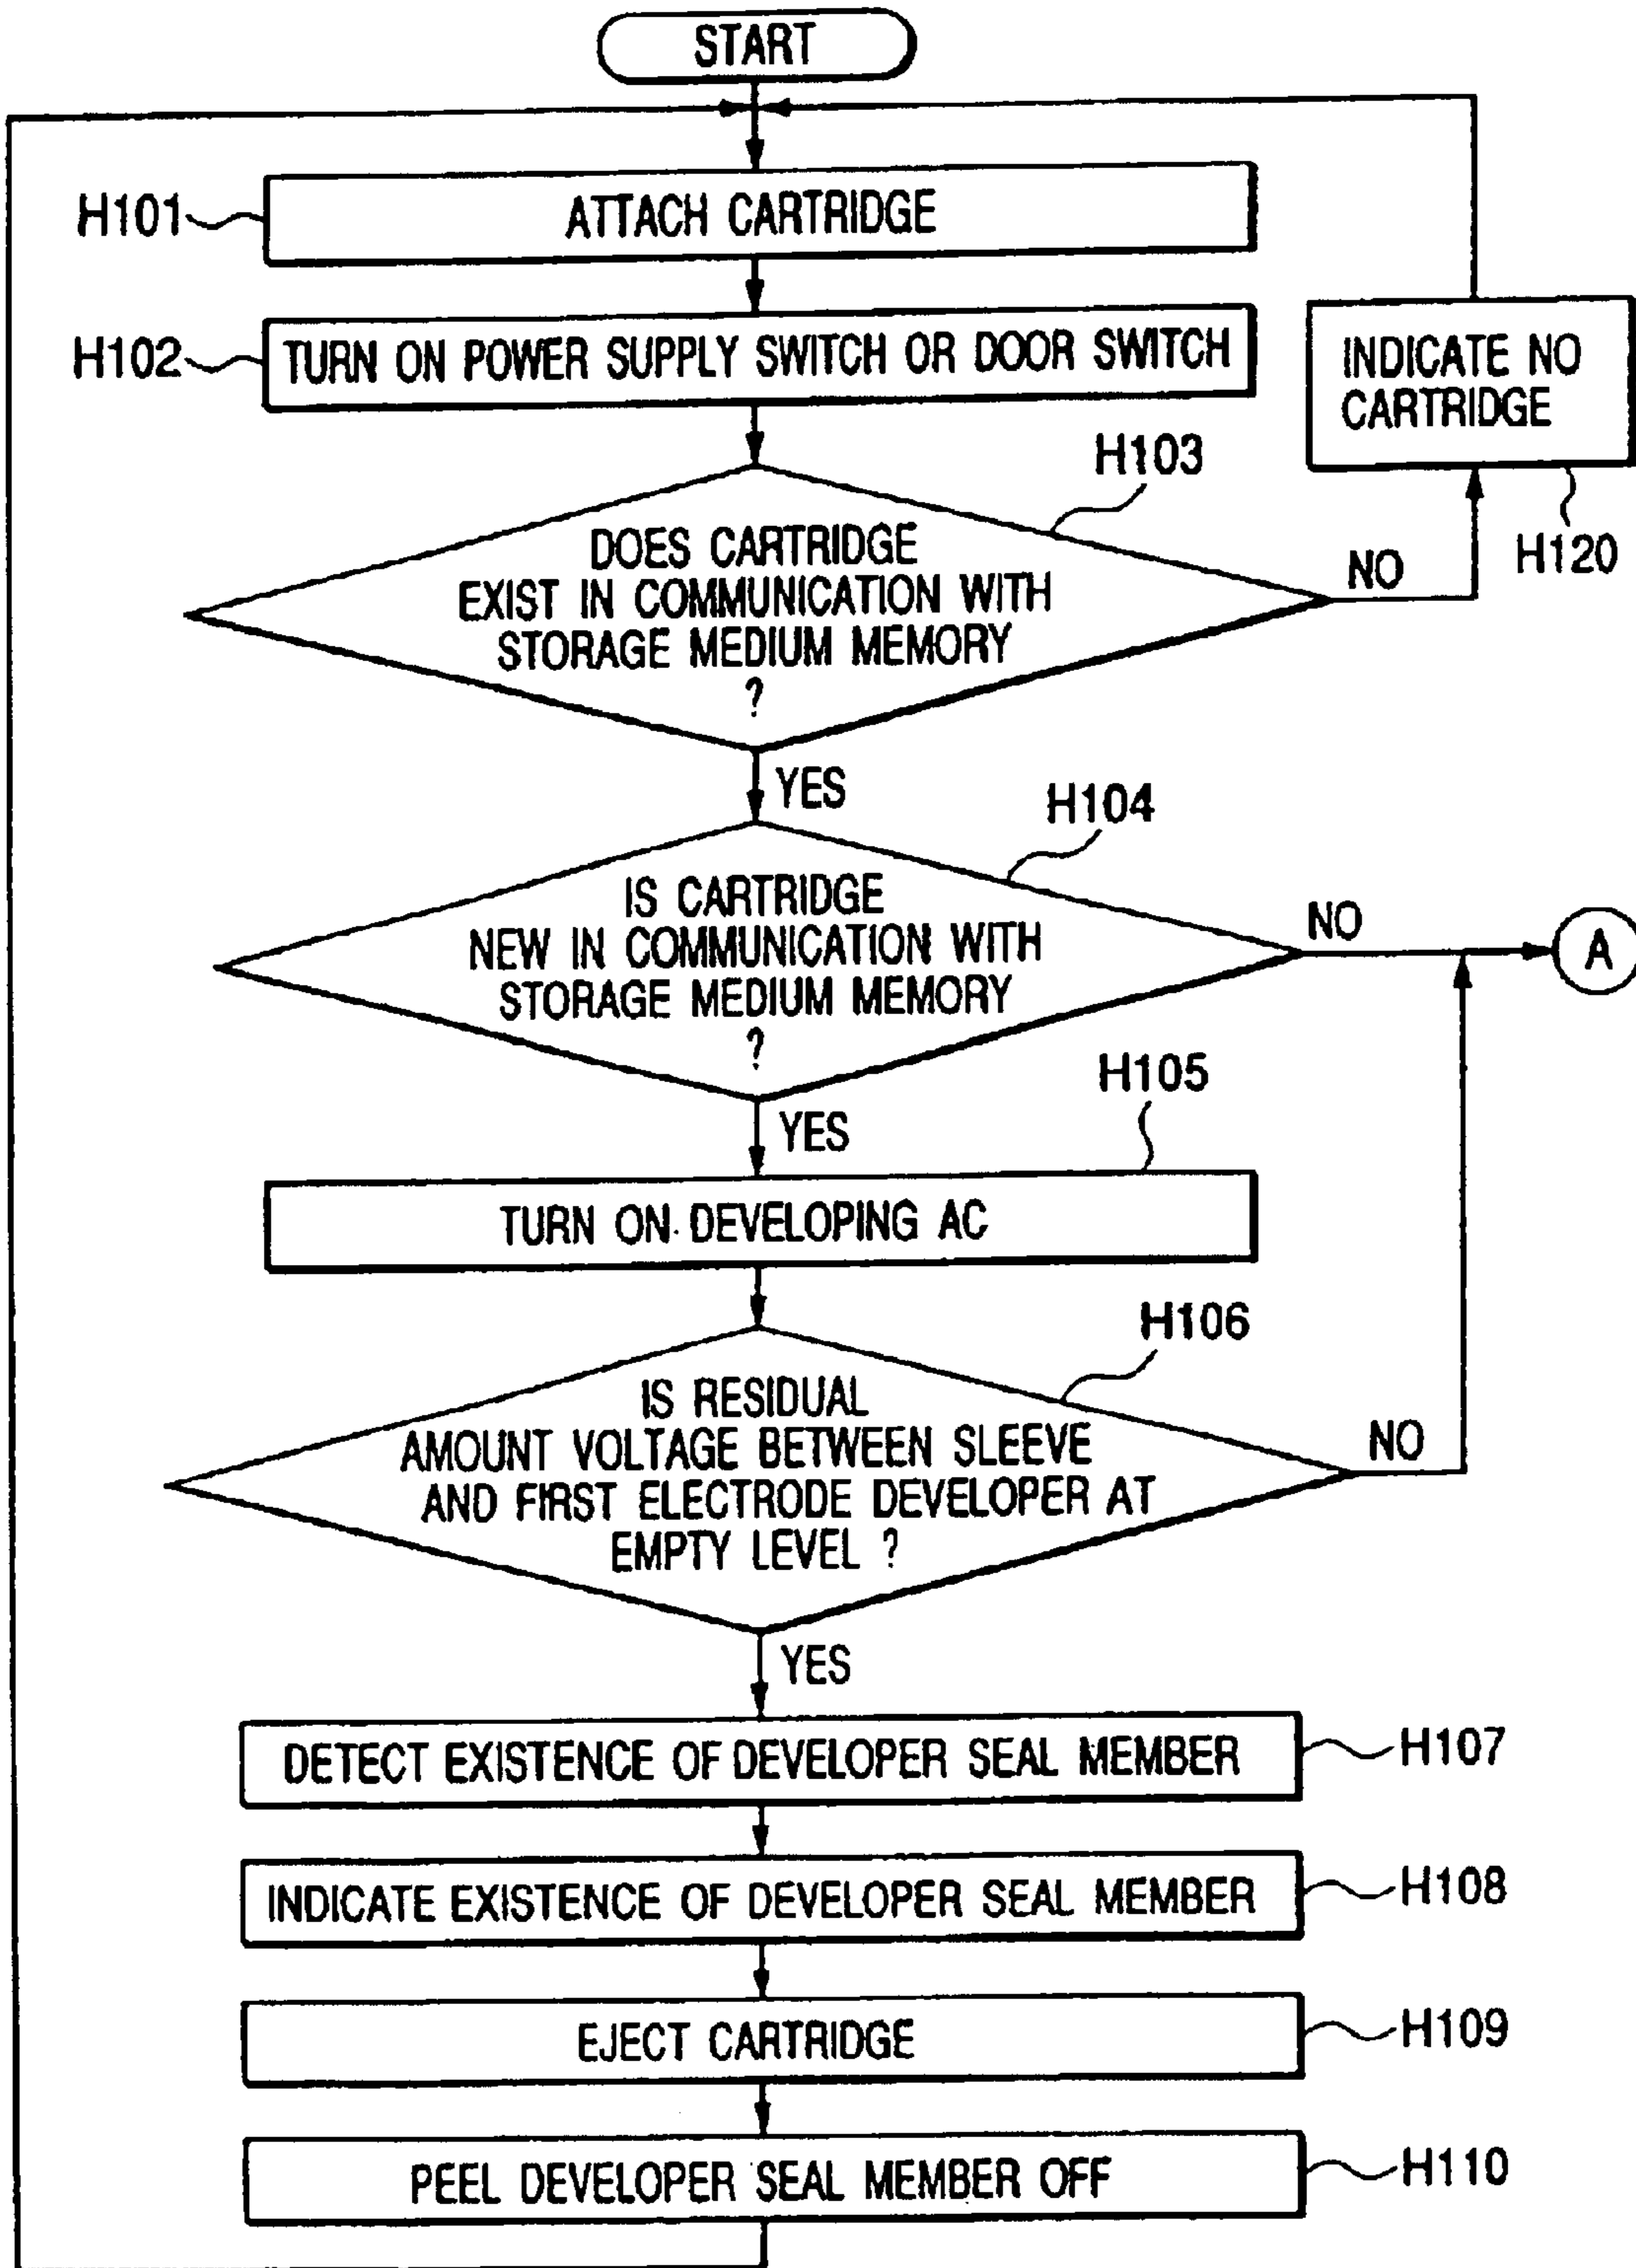 START
H101
ATTACH CARTRIDGE
H102
TURN ON POWER SUPPLY SWITCH OR DOOR SWITCH
INDICATE NO
CARTRIDGE
H120
H103
DOES CARTRIDGE
EXIST IN COMMUNICATION WITH
STORAGE MEDIUM MEMORY
?
NO
YES
H104
IS CARTRIDGE
NEW IN COMMUNICATION WITH
STORAGE MEDIUM MEMORY
?
NO
A
YES
H105
TURN ON DEVELOPING AC
H106
IS RESIDUAL
AMOUNT VOLTAGE BETWEEN SLEEVE
AND FIRST ELECTRODE DEVELOPER AT
EMPTY LEVEL ?
NO
YES
DETECT EXISTENCE OF DEVELOPER SEAL MEMBER
H107
INDICATE EXISTENCE OF DEVELOPER SEAL MEMBER
H108
EJECT CARTRIDGE
H109
PEEL DEVELOPER SEAL MEMBER OFF
H110